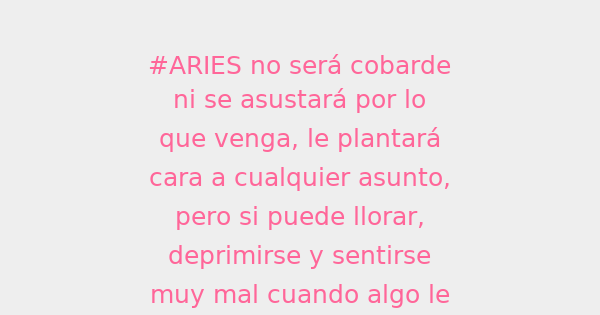 #ARIES no será cobarde
ni se asustará por lo
que venga, le plantará
cara a cualquier asunto,
pero si puede llorar,
deprimirse y sentirse
muy mal cuando algo le